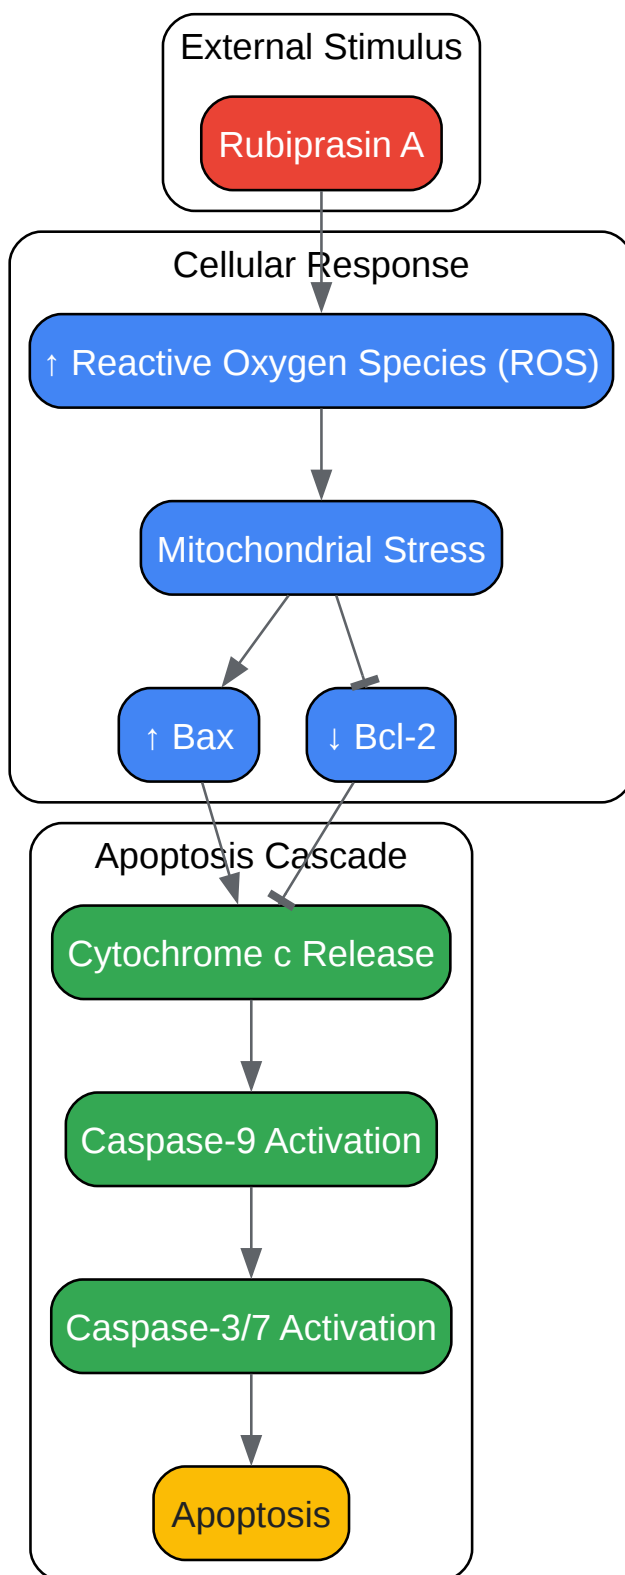 External Stimulus
Rubiprasin A
Cellular Response
↑ Reactive Oxygen Species (ROS)
Mitochondrial Stress
↑ Bax
↓ Bcl-2
Apoptosis Cascade
Cytochrome c Release
Caspase-9 Activation
Caspase-3/7 Activation
Apoptosis